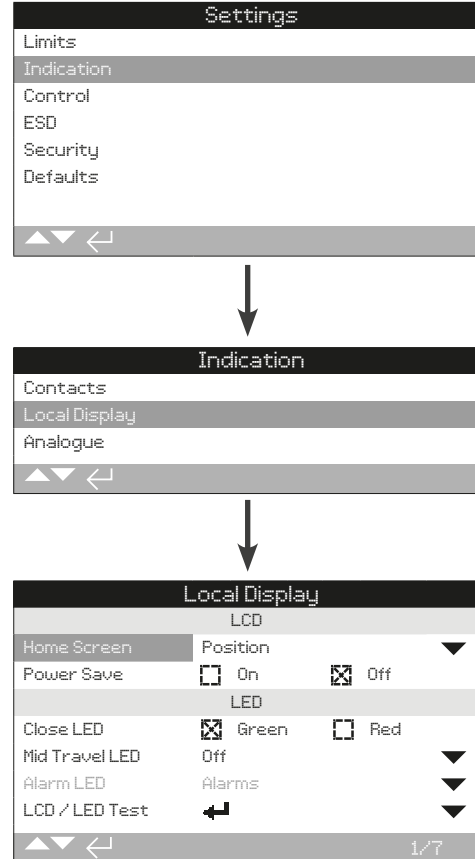 Settings
Limits
Indication
Control
ESD
Security
Defaults
Indication
Contacts
Local Display
Analogue
Local Display
LCD
Home Screen Position
Power Save On Off
LED
Close LED Green Red
Mid Travel LED Off
Alarm LED Alarms
LCD / LED Test
1/7